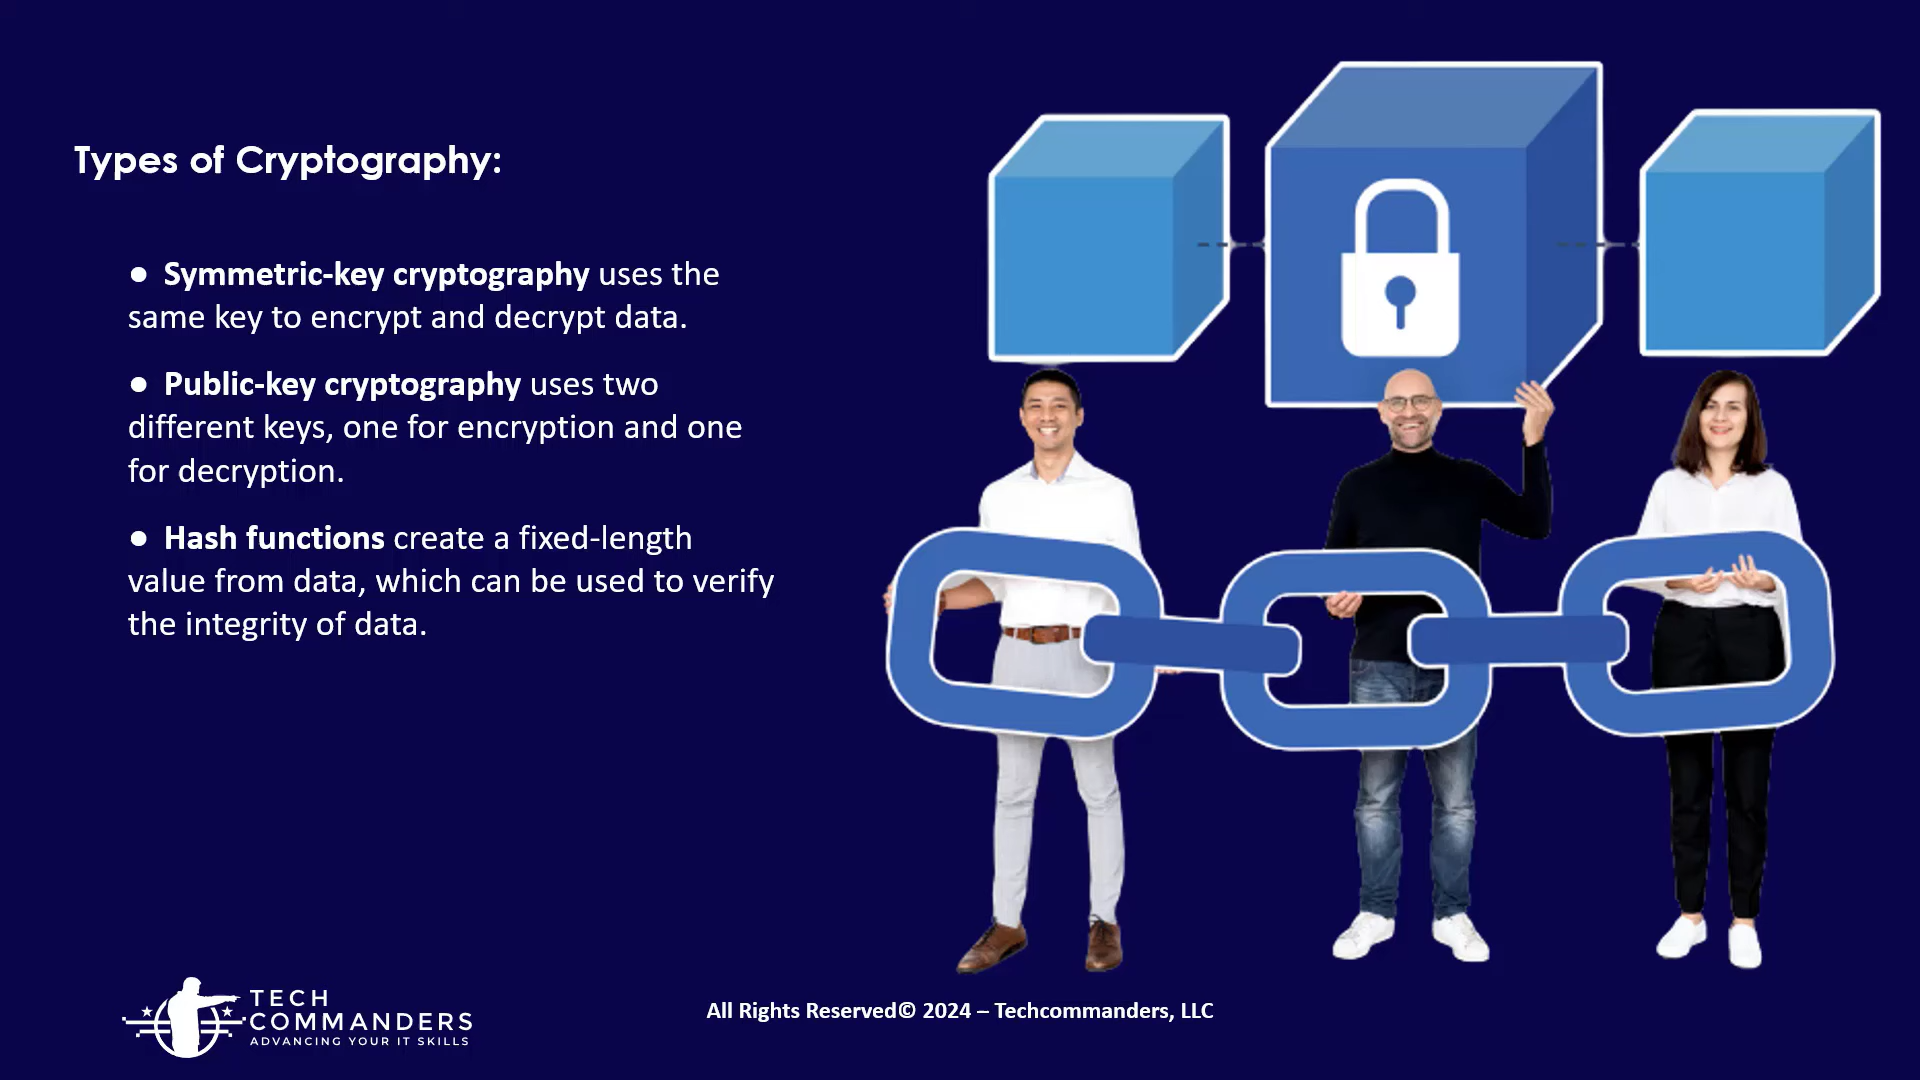 Types of Cryptography:
● Symmetric-key cryptography uses the
same key to encrypt and decrypt data.
● Public-key cryptography uses two
different keys, one for encryption and one
for decryption.
● Hash functions create a fixed-length
value from data, which can be used to verify
the integrity of data.
TECH
COMMANDERS
ADVANCING YOUR IT SKILLS
All Rights Reserved© 2024 – Techcommanders, LLC